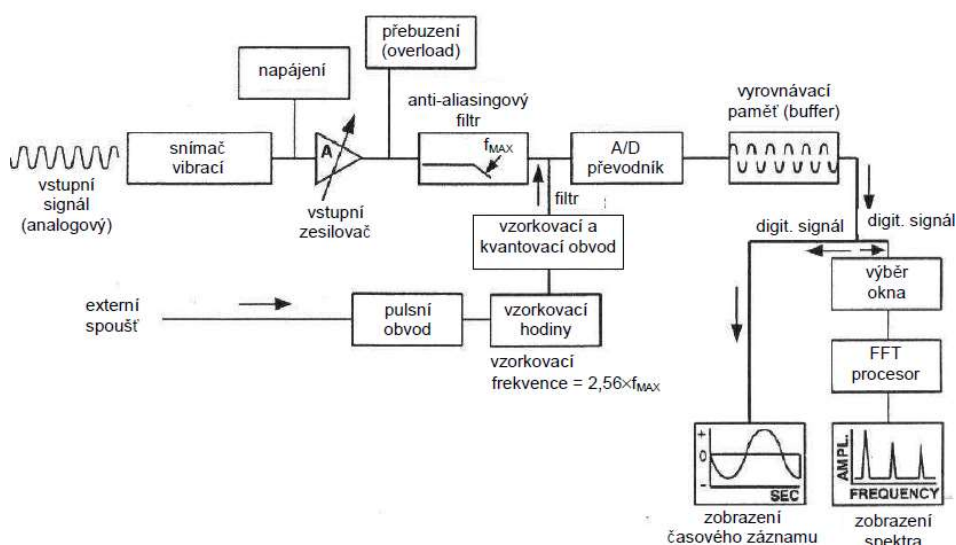 přebuzení
(overload)
napájení
anti-aliasingový
filtr
vyrovnávací
paměť (buffer)
snímač
vibrací
A
fMAX
A/D
převodník
vstupní
signál
(analogový)
vstupní
zesilovač
filtr
vzorkovací a
kvantovací obvod
digit. signál
digit. signál
výběr
okna
externí
spoušť
pulsní
obvod
vzorkovací
hodiny
vzorkovací
frekvence = 2,56×fMAX
FFT
procesor
+
0
-
SEC
AMPL.
FREQUENCY
zobrazení
časového záznamu
zobrazení
spektra